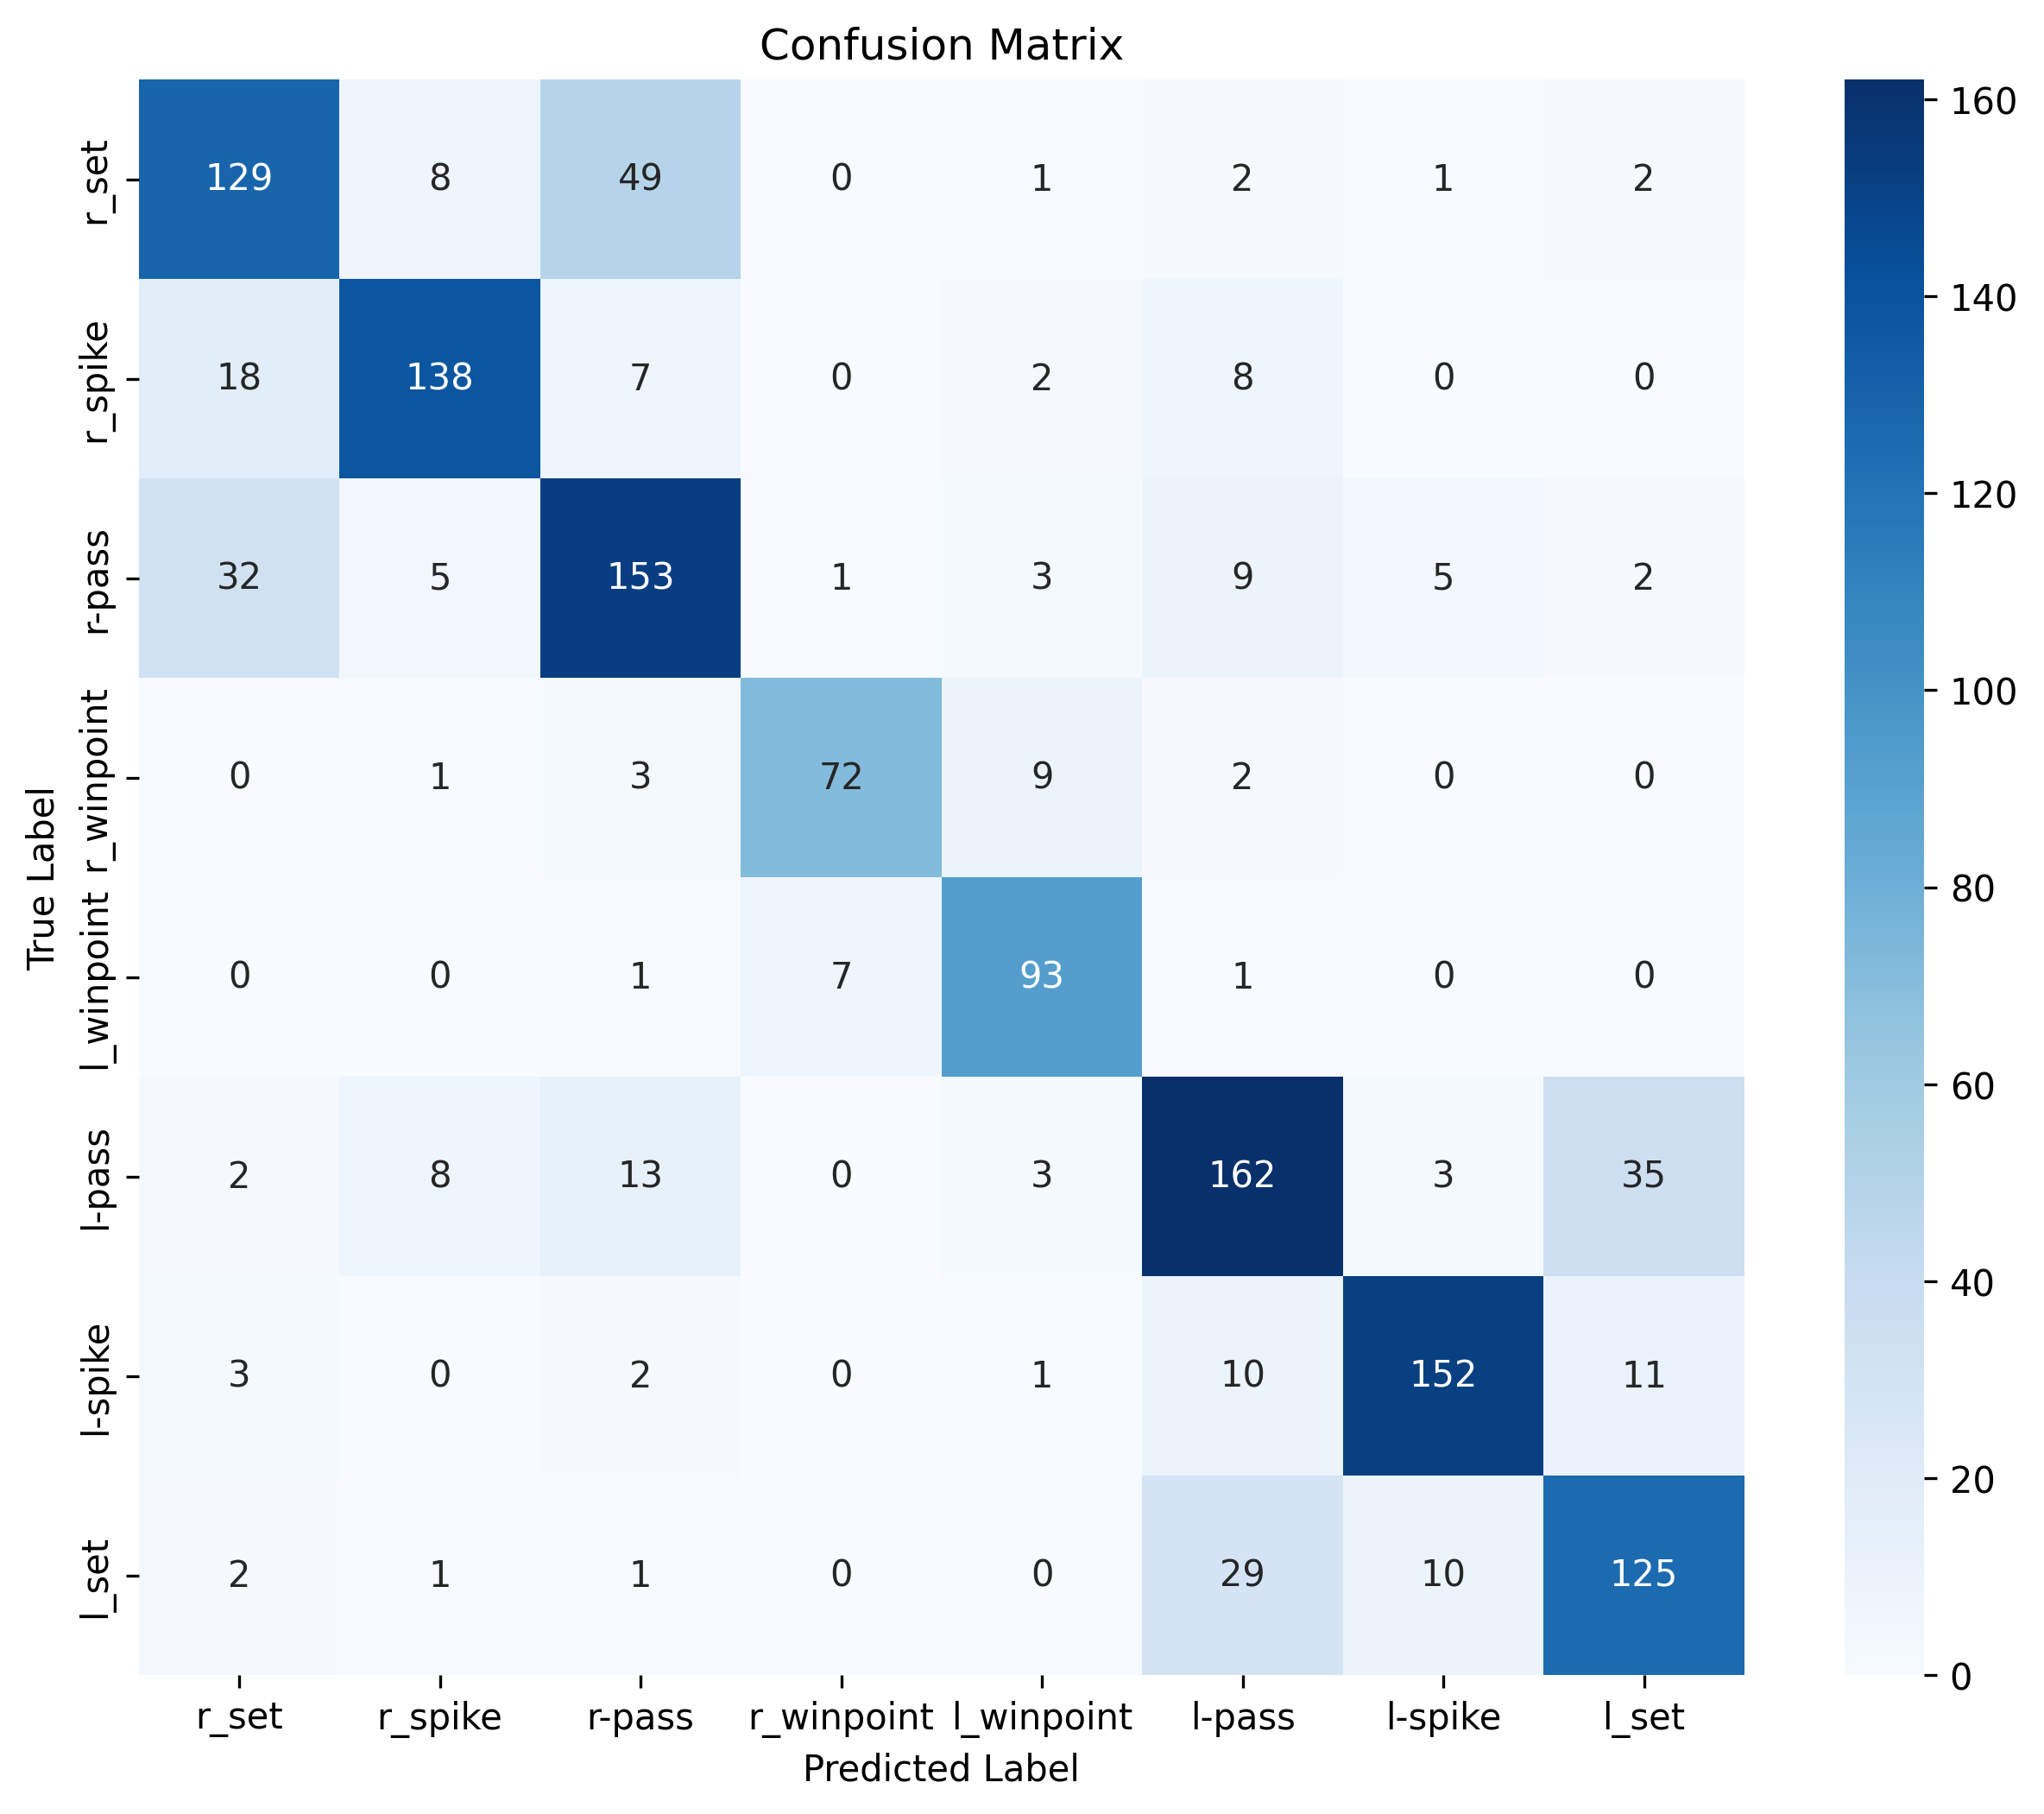 Confusion Matrix
r_set 129 8 49 0 1 2 1 2
r_spike 18 138 7 0 2 8 0 0
r-pass 32 5 153 1 3 9 5 2
r_winpoint 0 1 3 72 9 2 0 0
l_winpoint 0 0 1 7 93 1 0 0
l-pass 2 8 13 0 3 162 3 35
l-spike 3 0 2 0 1 10 152 11
l_set 2 1 1 0 0 29 10 125
r_set r_spike r-pass r_winpoint l_winpoint l-pass l-spike l_set
Predicted Label
True Label
160
140
120
100
80
60
40
20
0